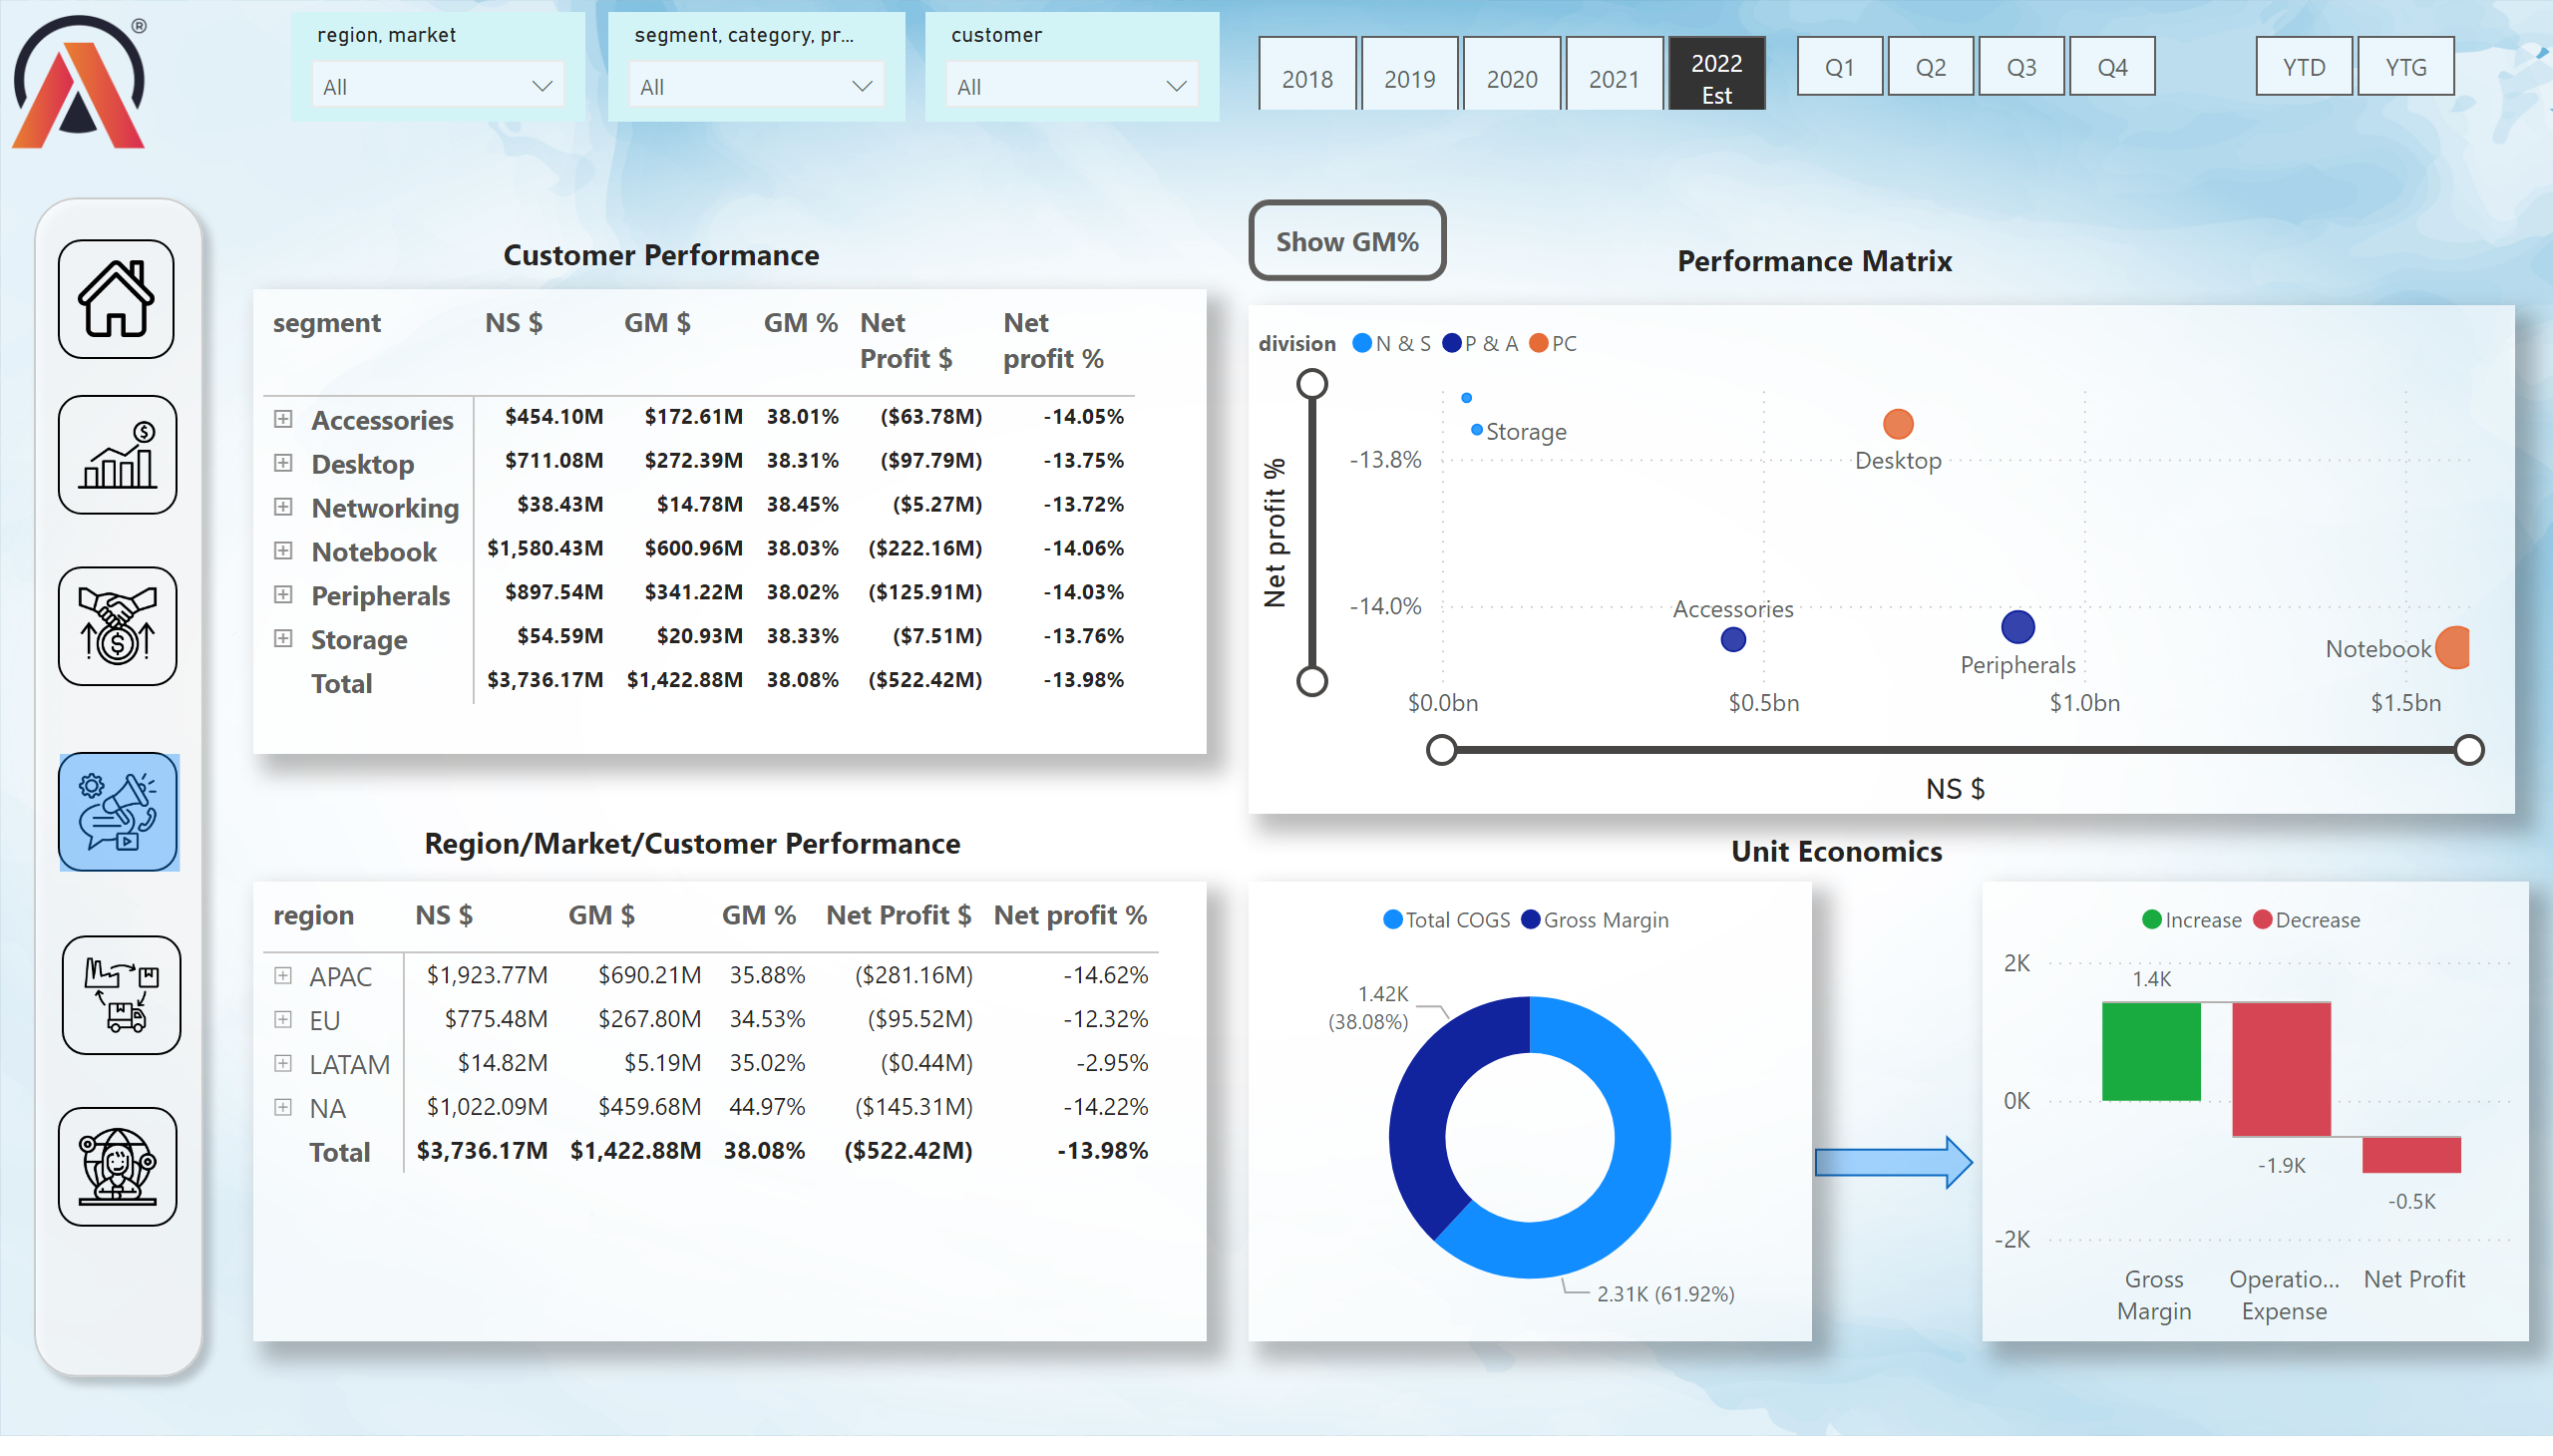 ®
region, market
All
segment, category, pr...
All
customer
All
2018
2019
2020
2021
2022
Est
Q1
Q2
Q3
Q4
YTD
YTG
Customer Performance
segment NS $ GM $ GM % Net Profit $ Net profit %
Accessories $454.10M $172.61M 38.01% ($63.78M) -14.05%
Desktop $711.08M $272.39M 38.31% ($97.79M) -13.75%
Networking $38.43M $14.78M 38.45% ($5.27M) -13.72%
Notebook $1,580.43M $600.96M 38.03% ($222.16M) -14.06%
Peripherals $897.54M $341.22M 38.02% ($125.91M) -14.03%
Storage $54.59M $20.93M 38.33% ($7.51M) -13.76%
Total $3,736.17M $1,422.88M 38.08% ($522.42M) -13.98%
Show GM%
Performance Matrix
division N & S P & A PC
Net profit %
-13.8%
-14.0%
Storage
Desktop
Accessories
Peripherals
Notebook
$0.0bn $0.5bn $1.0bn $1.5bn
NS $
Region/Market/Customer Performance
region NS $ GM $ GM % Net Profit $ Net profit %
APAC $1,923.77M $690.21M 35.88% ($281.16M) -14.62%
EU $775.48M $267.80M 34.53% ($95.52M) -12.32%
LATAM $14.82M $5.19M 35.02% ($0.44M) -2.95%
NA $1,022.09M $459.68M 44.97% ($145.31M) -14.22%
Total $3,736.17M $1,422.88M 38.08% ($522.42M) -13.98%
Unit Economics
Total COGS Gross Margin
1.42K
(38.08%)
2.31K (61.92%)
Increase Decrease
2K
0K
-2K
1.4K
-1.9K
-0.5K
Gross
Margin
Operatio...
Expense
Net Profit